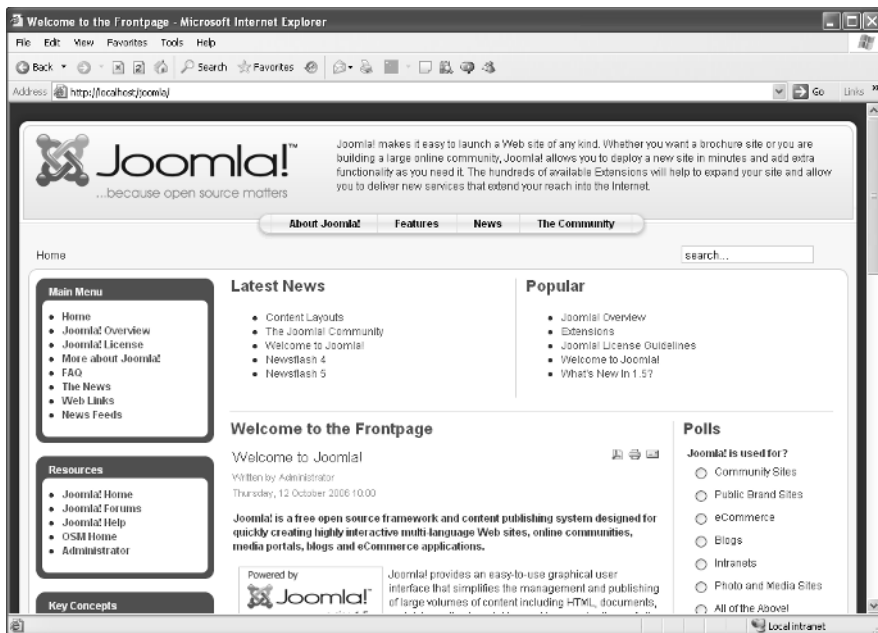 Welcome to the Frontpage - Microsoft Internet Explorer
File Edit View Favorites Tools Help
Back Search Favorites
Address http://localhost/joomla/ Go Links »
Joomla!™
...because open source matters
Joomla! makes it easy to launch a Web site of any kind. Whether you want a brochure site or you are
building a large online community, Joomla! allows you to deploy a new site in minutes and add extra
functionality as you need it. The hundreds of available Extensions will help to expand your site and allow
you to deliver new services that extend your reach into the Internet.
About Joomla! Features News The Community
Home
search...
Main Menu
Home
Joomla! Overview
Joomla! License
More about Joomla!
FAQ
The News
Web Links
News Feeds
Resources
Joomla! Home
Joomla! Forums
Joomla! Help
OSM Home
Administrator
Key Concepts
Latest News
Content Layouts
The Joomla! Community
Welcome to Joomla!
Newsflash 4
Newsflash 5
Popular
Joomla! Overview
Extensions
Joomla! License Guidelines
Welcome to Joomla!
What's New In 1.5?
Welcome to the Frontpage
Welcome to Joomla!
Written by Administrator
Thursday, 12 October 2006 10:00
Joomla! is a free open source framework and content publishing system designed for
quickly creating highly interactive multi-language Web sites, online communities,
media portals, blogs and eCommerce applications.
Powered by
Joomla!
Joomla! provides an easy-to-use graphical user
interface that simplifies the management and publishing
of large volumes of content including HTML, documents,
Polls
Joomla! is used for?
Community Sites
Public Brand Sites
eCommerce
Blogs
Intranets
Photo and Media Sites
All of the Above!
Local intranet